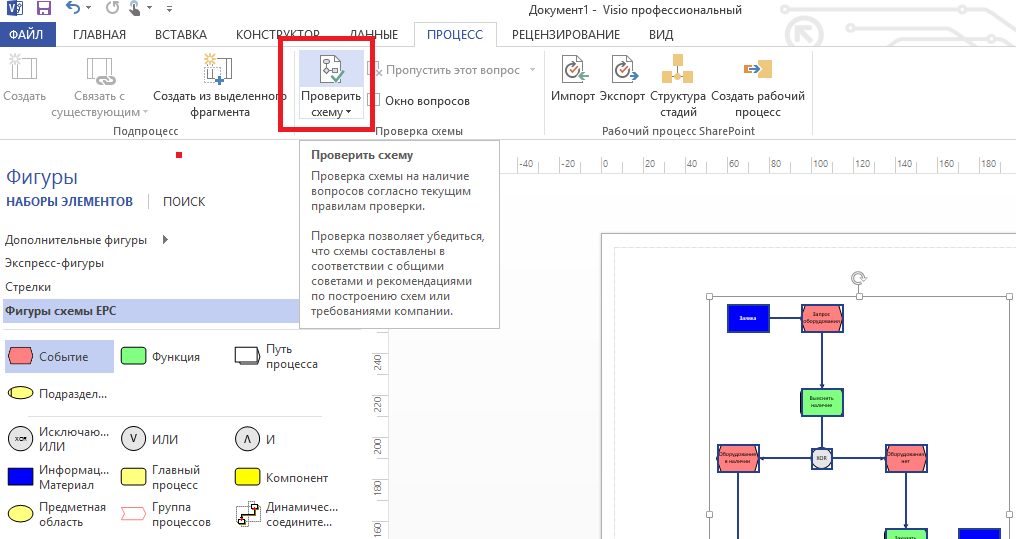 Документ1 - Visio профессиональный
ФАЙЛ ГЛАВНАЯ ВСТАВКА КОНСТРУКТОР ДАННЫЕ ПРОЦЕСС РЕЦЕНЗИРОВАНИЕ ВИД
Создать
Связать с
существующим
Создать из выделенного
фрагмента
Подпроцесс
Проверить
схему
Пропустить этот вопрос
Окно вопросов
Проверка схемы
Импорт
Экспорт
Структура
стадий
Создать рабочий
процесс
Рабочий процесс SharePoint
Проверить схему
Проверка схемы на наличие
вопросов согласно текущим
правилам проверки.
Проверка позволяет убедиться,
что схемы составлены в
соответствии с общими
советами и рекомендациями
по построению схем или
требованиями компании.
Фигуры
НАБОРЫ ЭЛЕМЕНТОВ ПОИСК
Дополнительные фигуры
Экспресс-фигуры
Стрелки
Фигуры схемы EPC
Событие
Функция
Путь
процесса
Подраздел...
XOR
Исключаю...
ИЛИ
V
ИЛИ
Λ
И
Информац...
Материал
Главный
процесс
Компонент
Предметная
область
Группа
процессов
Динамичес...
соедините...
-40 -20 0 20 40 60 80 100 120 140 160 180
240
220
200
180
160
Заявка
Запрос
оборудования
Выяснить
наличие
Оборудование
в наличии
XOR
Оборудования
нет